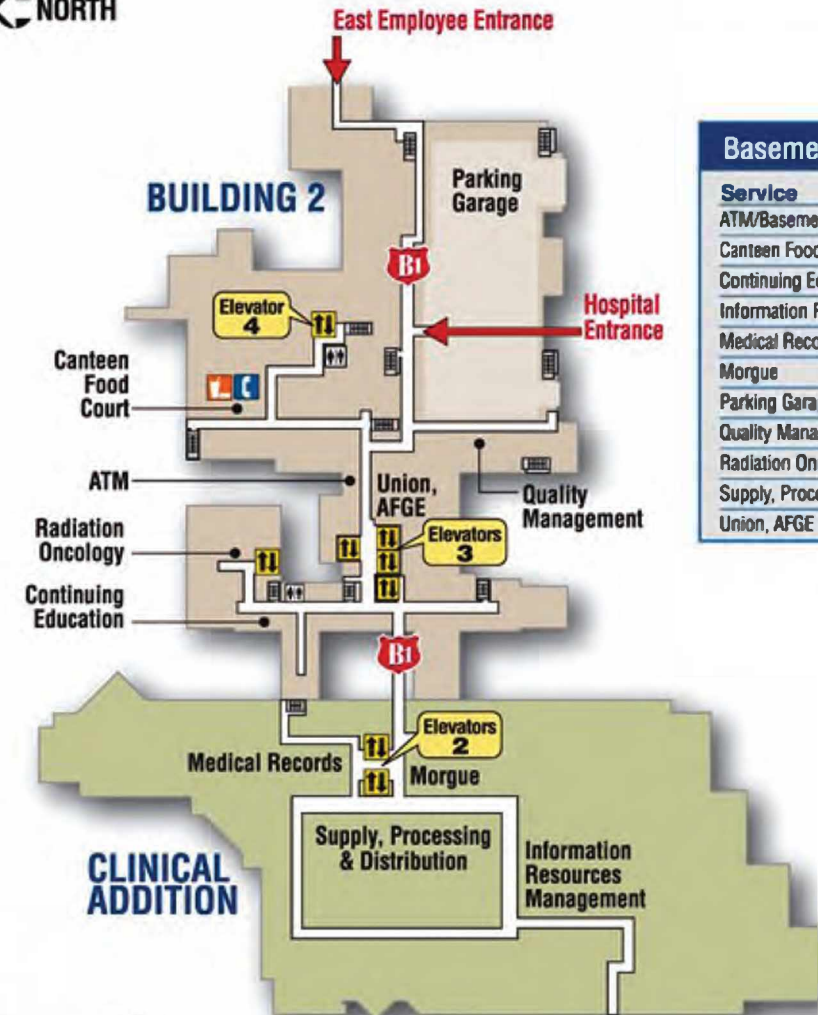 NORTH
East Employee Entrance
BUILDING 2
Parking
Garage
B1
Elevator
4
Hospital
Entrance
Canteen
Food
Court
ATM
Union,
AFGE
Quality
Management
Radiation
Oncology
Elevators
3
Continuing
Education
B1
Elevators
2
Medical Records
Morgue
Supply, Processing
& Distribution
Information
Resources
Management
CLINICAL
ADDITION
Baseme
Service
ATM/Baseme
Canteen Food
Continuing E
Information R
Medical Reco
Morgue
Parking Gara
Quality Mana
Radiation On
Supply, Proce
Union, AFGE